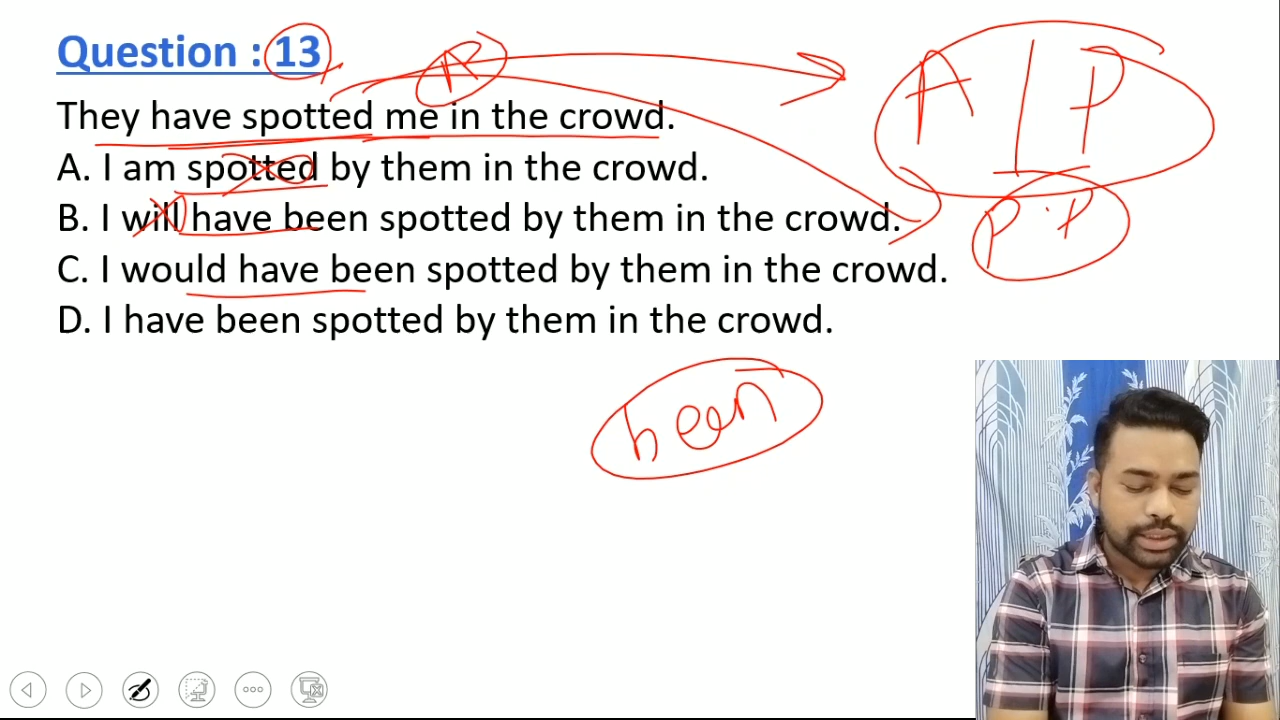 Question : 13
They have spotted me in the crowd.
A. I am spotted by them in the crowd.
B. I will have been spotted by them in the crowd.
C. I would have been spotted by them in the crowd.
D. I have been spotted by them in the crowd.
R
A | P
P.P
been